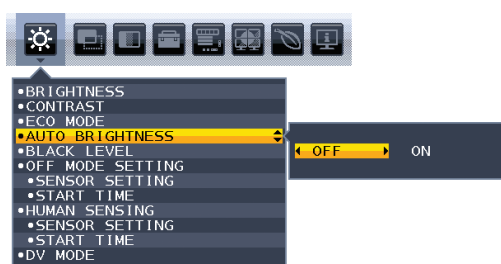 •BRIGHTNESS
•CONTRAST
•ECO MODE
•AUTO BRIGHTNESS
OFF ON
•BLACK LEVEL
•OFF MODE SETTING
•SENSOR SETTING
•START TIME
•HUMAN SENSING
•SENSOR SETTING
•START TIME
•DV MODE